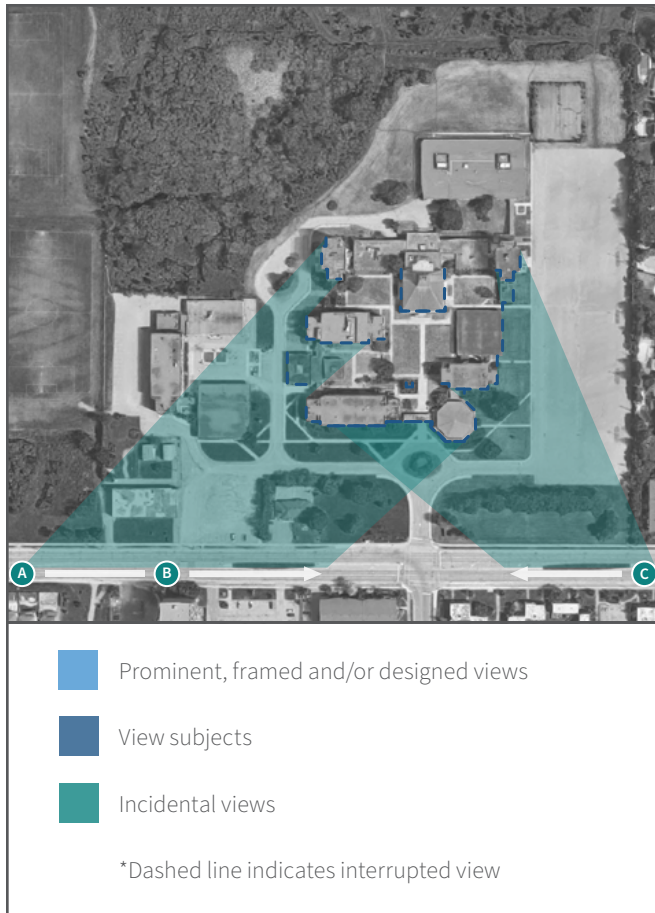 A
B
C
Prominent, framed and/or designed views
View subjects
Incidental views
*Dashed line indicates interrupted view